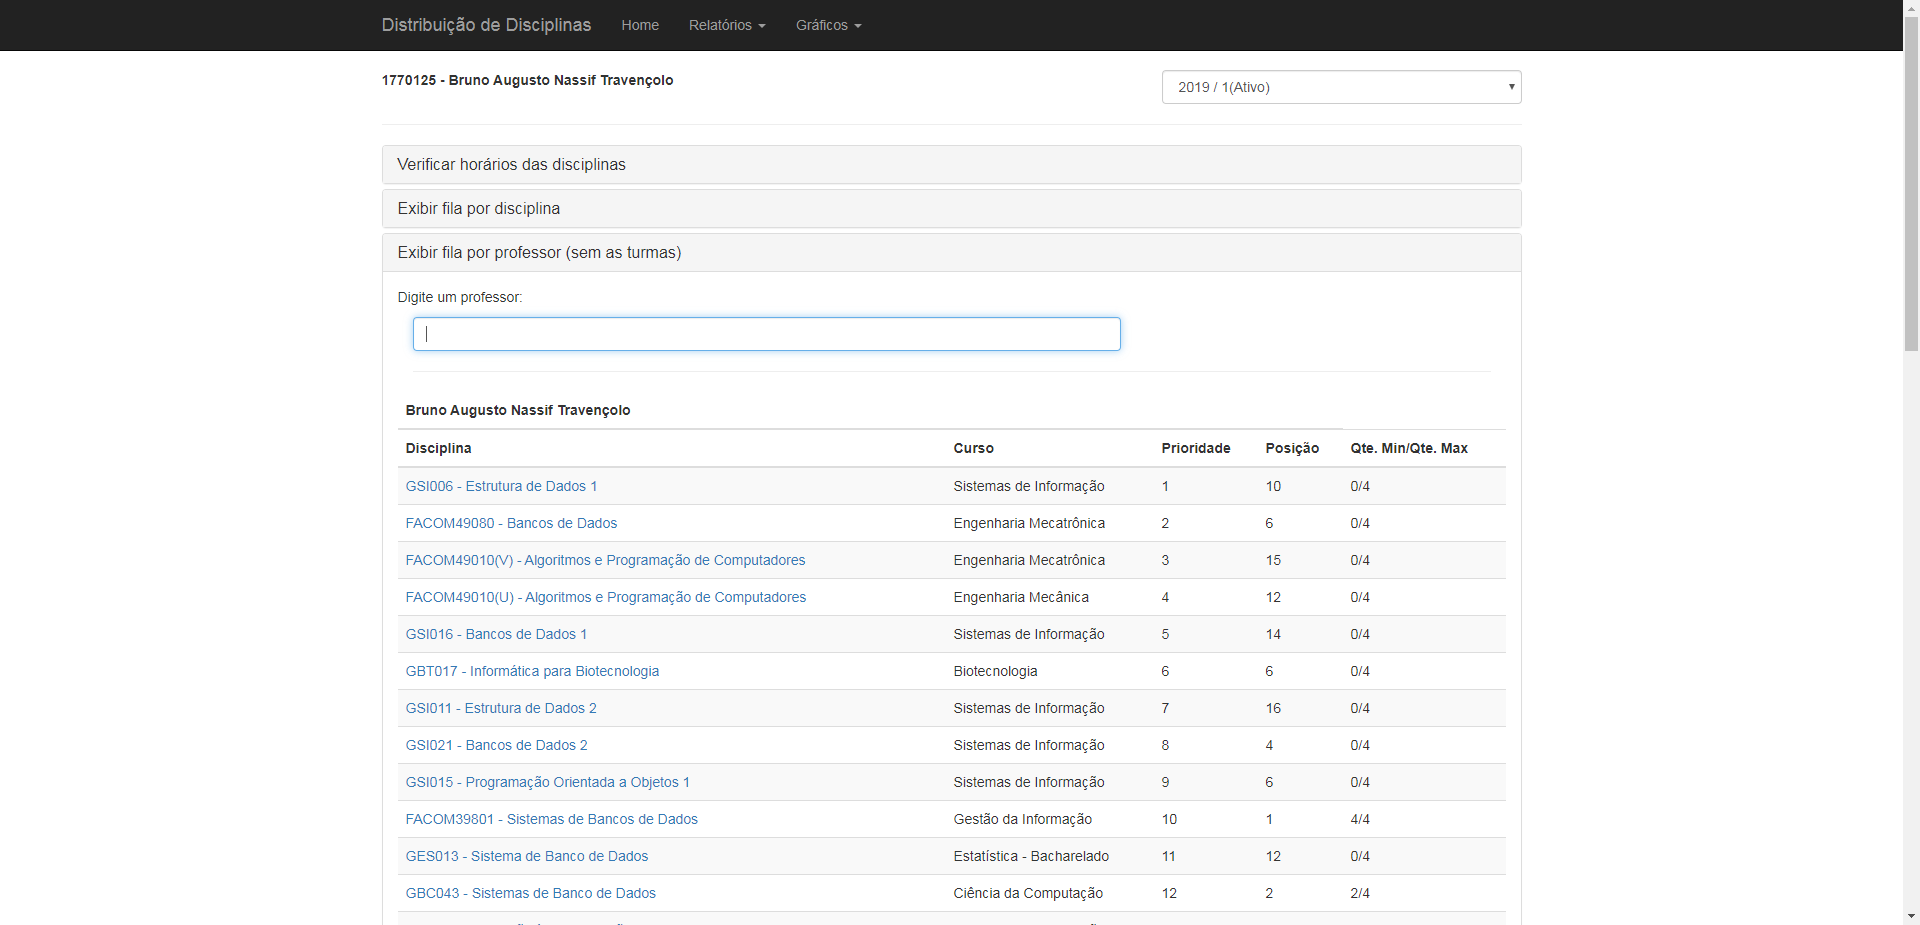 Distribuição de Disciplinas Home Relatórios Gráficos
1770125 - Bruno Augusto Nassif Travençolo 2019 / 1(Ativo)
Verificar horários das disciplinas
Exibir fila por disciplina
Exibir fila por professor (sem as turmas)
Digite um professor:
Bruno Augusto Nassif Travençolo
Disciplina Curso Prioridade Posição Qte. Min/Qte. Max
GSI006 - Estrutura de Dados 1 Sistemas de Informação 1 10 0/4
FACOM49080 - Bancos de Dados Engenharia Mecatrônica 2 6 0/4
FACOM49010(V) - Algoritmos e Programação de Computadores Engenharia Mecatrônica 3 15 0/4
FACOM49010(U) - Algoritmos e Programação de Computadores Engenharia Mecânica 4 12 0/4
GSI016 - Bancos de Dados 1 Sistemas de Informação 5 14 0/4
GBT017 - Informática para Biotecnologia Biotecnologia 6 6 0/4
GSI011 - Estrutura de Dados 2 Sistemas de Informação 7 16 0/4
GSI021 - Bancos de Dados 2 Sistemas de Informação 8 4 0/4
GSI015 - Programação Orientada a Objetos 1 Sistemas de Informação 9 6 0/4
FACOM39801 - Sistemas de Bancos de Dados Gestão da Informação 10 1 4/4
GES013 - Sistema de Banco de Dados Estatística - Bacharelado 11 12 0/4
GBC043 - Sistemas de Banco de Dados Ciência da Computação 12 2 2/4